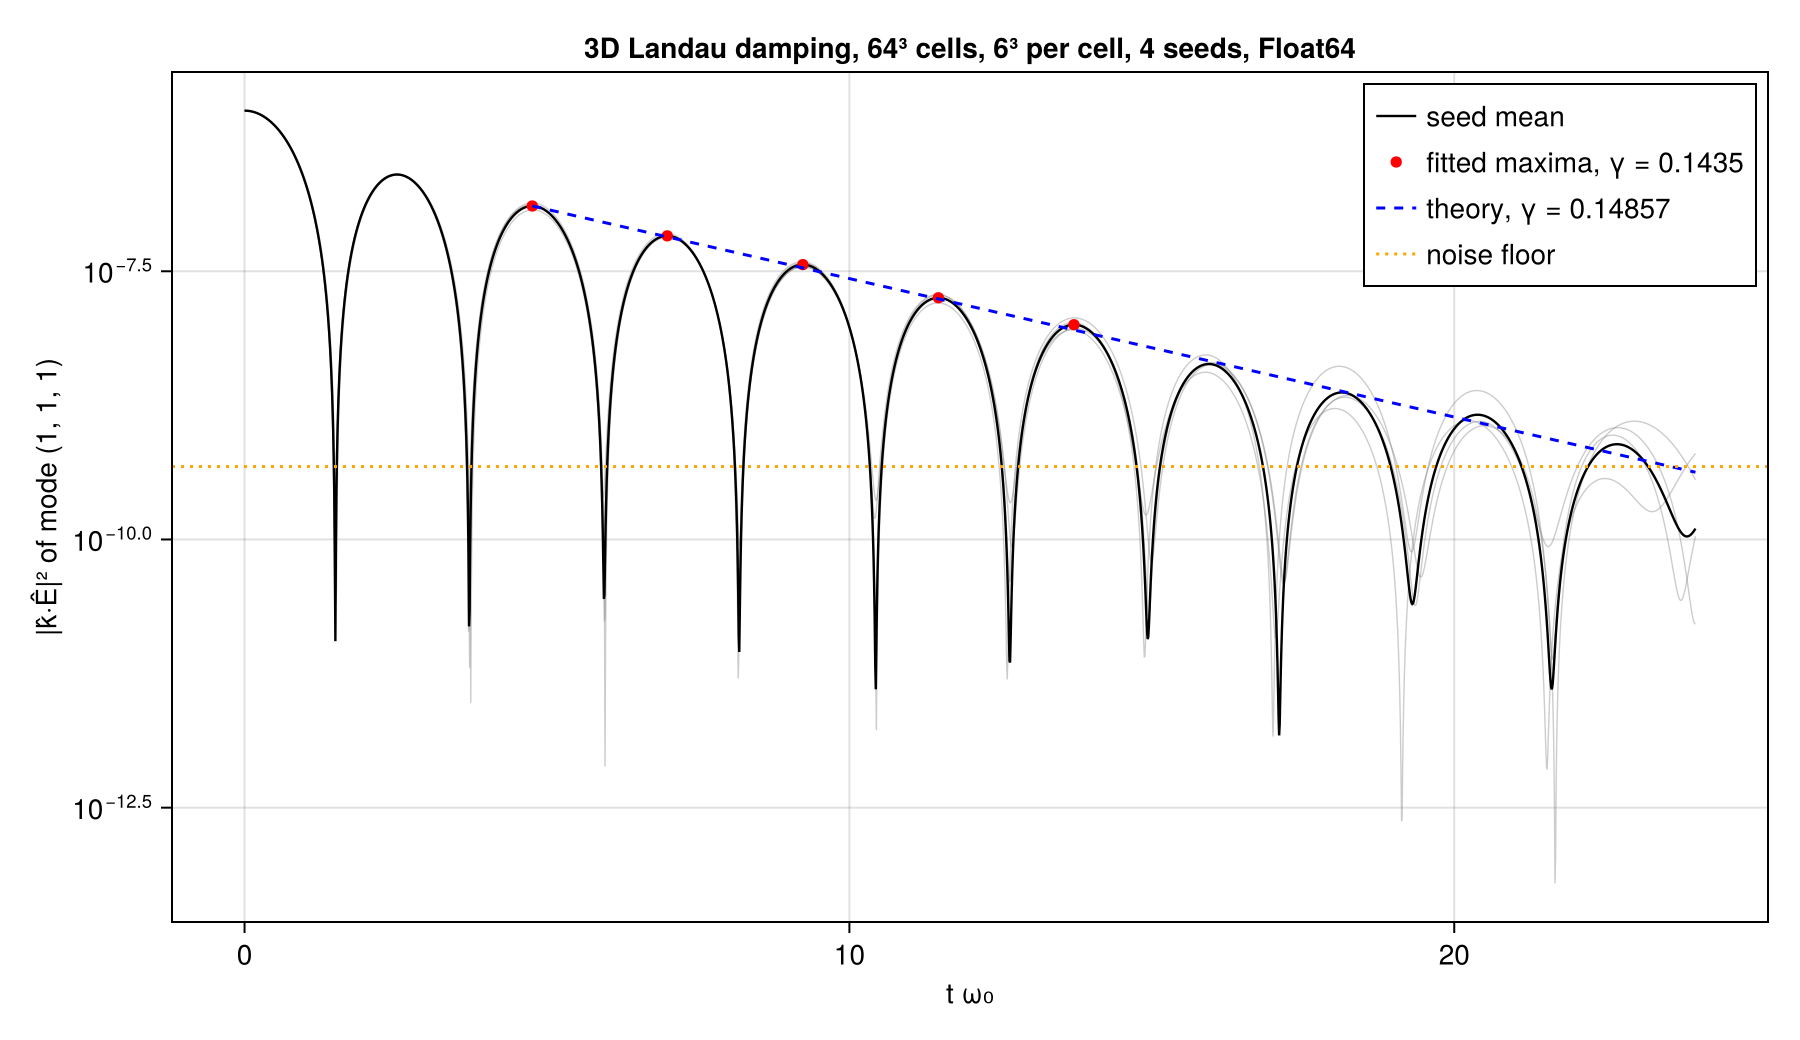 3D Landau damping, 64³ cells, 6³ per cell, 4 seeds, Float64
seed mean
fitted maxima, γ = 0.1435
theory, γ = 0.14857
noise floor
|k̂·Ê|² of mode (1, 1, 1)
10⁻⁷·⁵
10⁻¹⁰·⁰
10⁻¹²·⁵
0
10
20
t ω₀